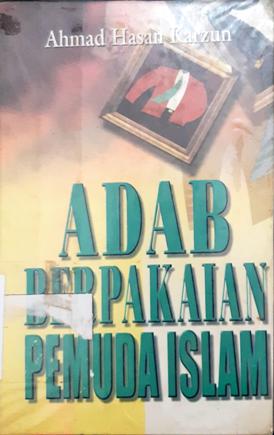 Ahmad Hasan Karzun
ADAB
BERPAKAIAN
PEMUDA ISLAM